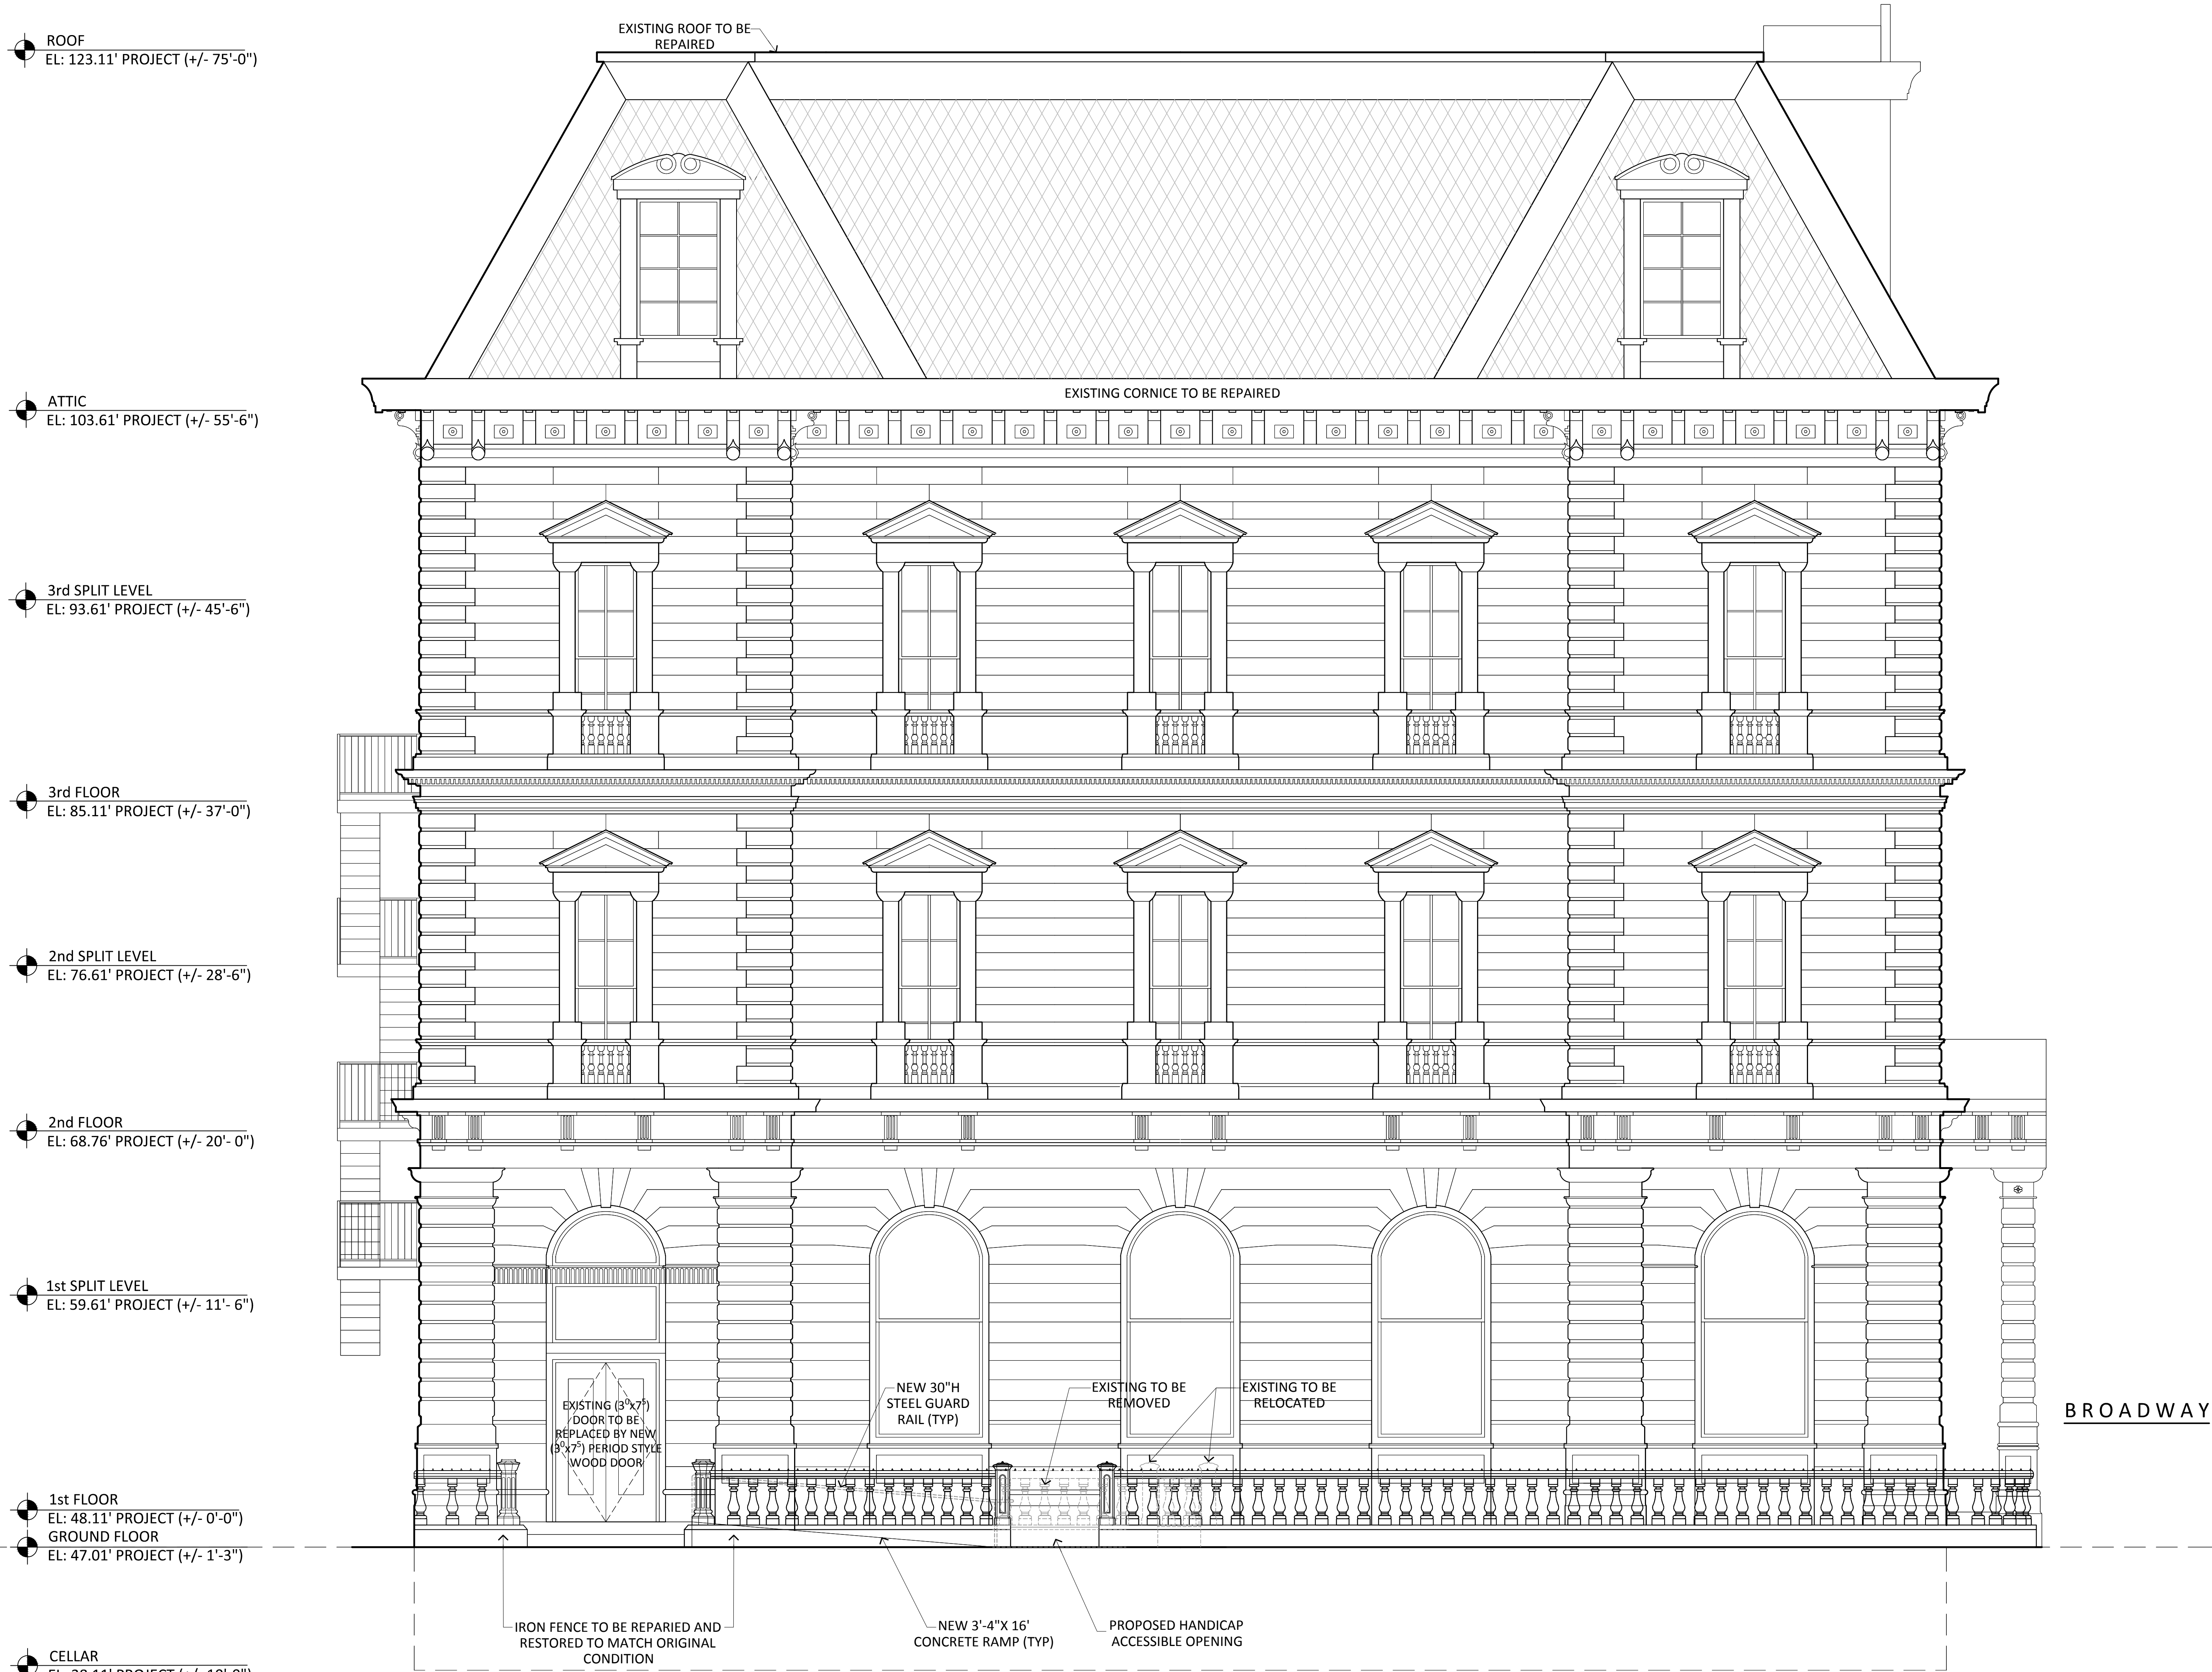 EXISTING ROOF TO BE
REPAIRED
ROOF
EL: 123.11' PROJECT (+/- 75'-0")
EXISTING CORNICE TO BE REPAIRED
ATTIC
EL: 103.61' PROJECT (+/- 55'-6")
3rd SPLIT LEVEL
EL: 93.61' PROJECT (+/- 45'-6")
3rd FLOOR
EL: 85.11' PROJECT (+/- 37'-0")
2nd SPLIT LEVEL
EL: 76.61' PROJECT (+/- 28'-6")
2nd FLOOR
EL: 68.76' PROJECT (+/- 20'- 0")
1st SPLIT LEVEL
EL: 59.61' PROJECT (+/- 11'- 6")
EXISTING (3⁰x7⁵)
DOOR TO BE
REPLACED BY NEW
(3⁰x7⁵) PERIOD STYLE
WOOD DOOR
NEW 30"H
STEEL GUARD
RAIL (TYP)
EXISTING TO BE
REMOVED
EXISTING TO BE
RELOCATED
BROADWAY
1st FLOOR
EL: 48.11' PROJECT (+/- 0'-0")
GROUND FLOOR
EL: 47.01' PROJECT (+/- 1'-3")
IRON FENCE TO BE REPARIED AND
RESTORED TO MATCH ORIGINAL
CONDITION
NEW 3'-4"X 16'
CONCRETE RAMP (TYP)
PROPOSED HANDICAP
ACCESSIBLE OPENING
CELLAR